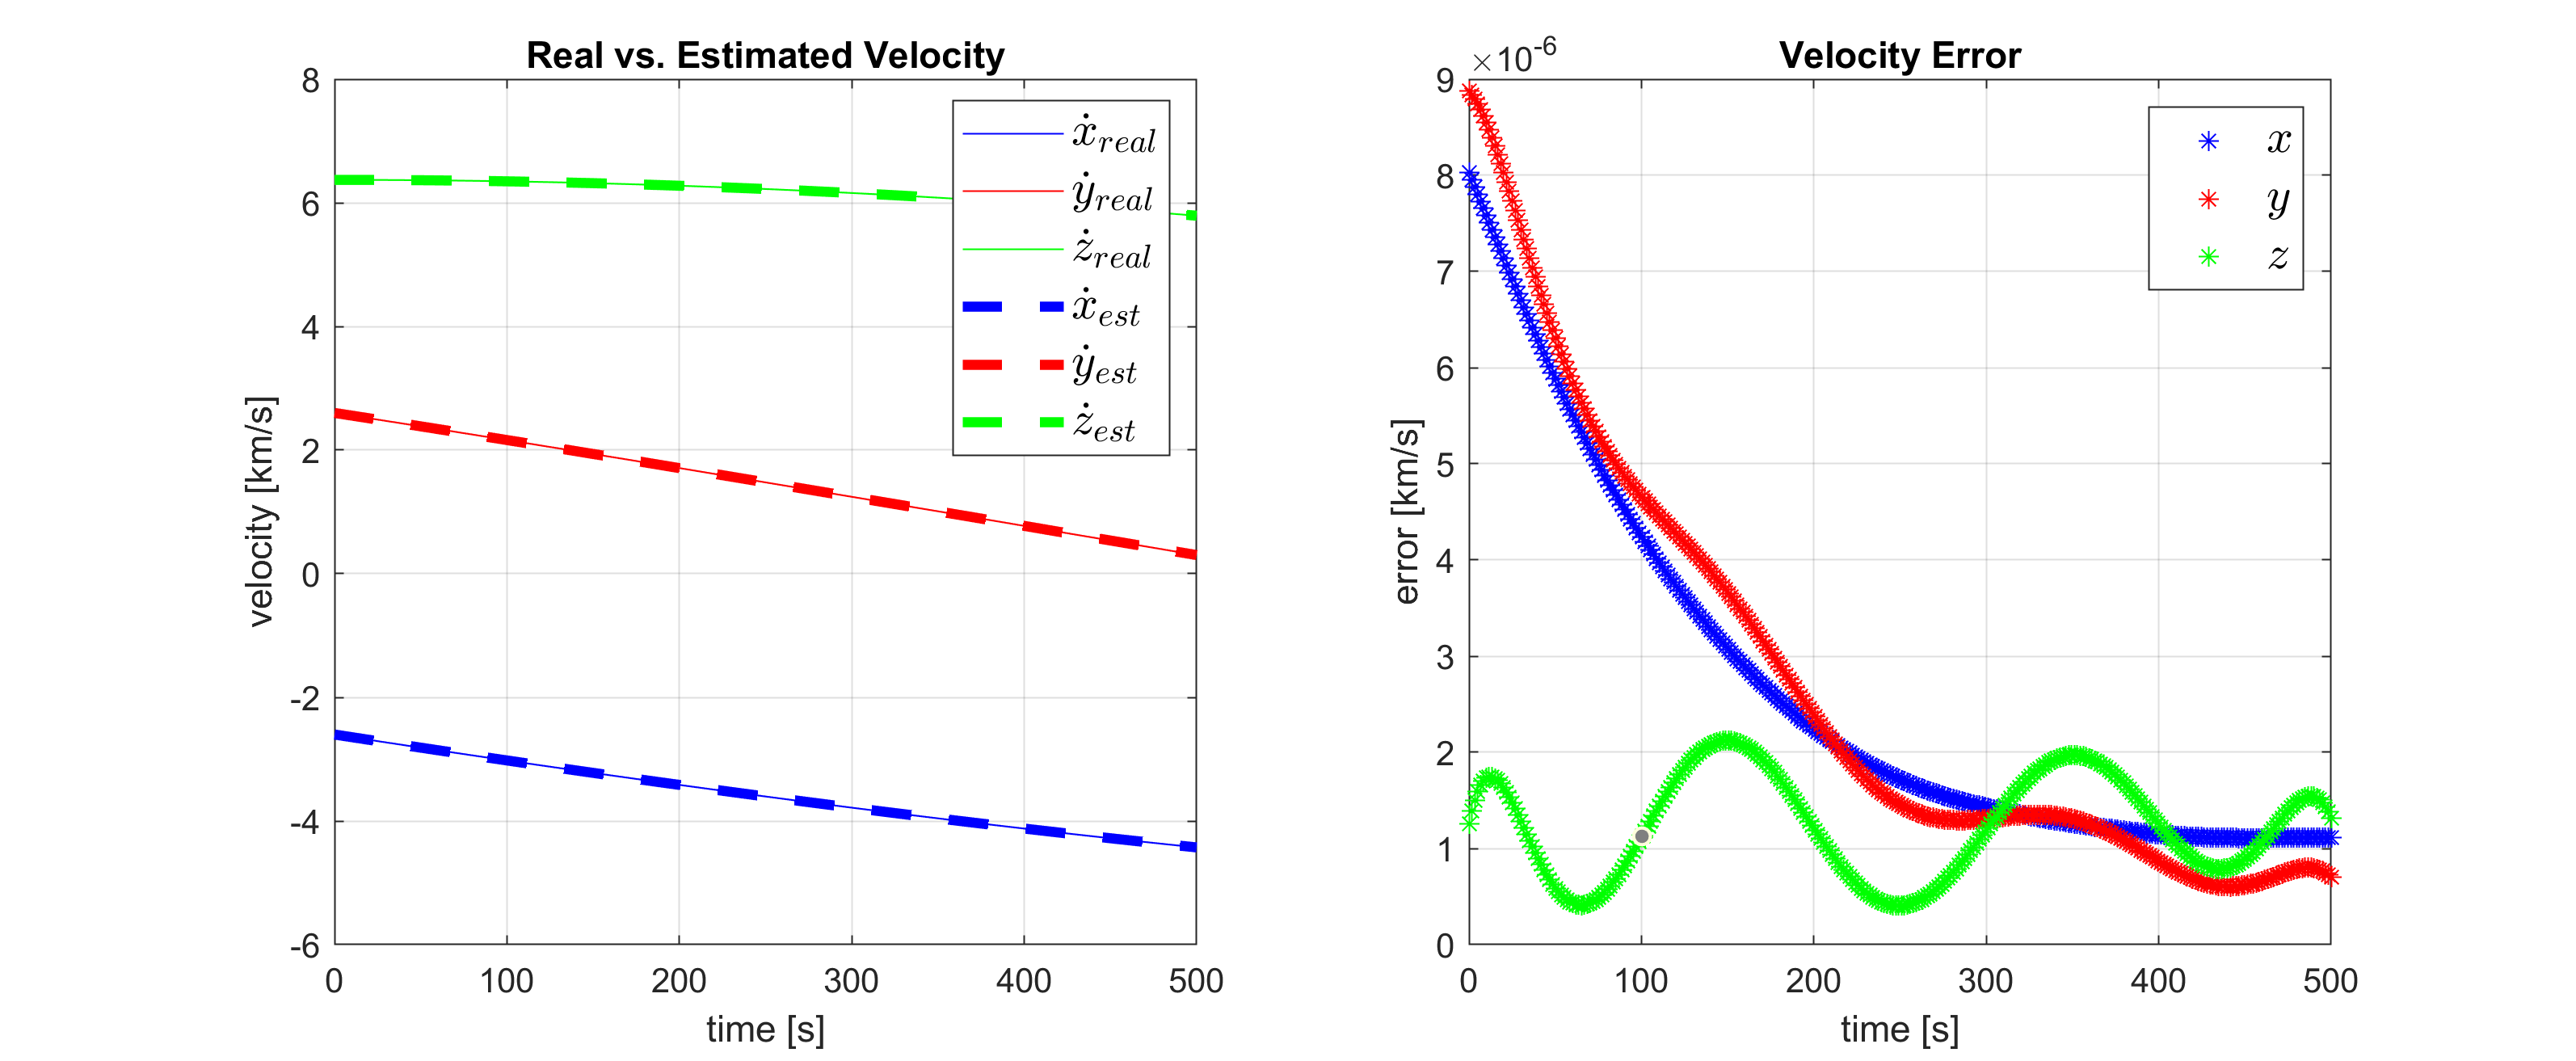 Real vs. Estimated Velocity
8
6
4
2
0
-2
-4
-6
velocity [km/s]
0 100 200 300 400 500
time [s]
ẋ_real
ẏ_real
ż_real
ẋ_est
ẏ_est
ż_est
Velocity Error
×10^-6
9
8
7
6
5
4
3
2
1
0
error [km/s]
0 100 200 300 400 500
time [s]
x
y
z